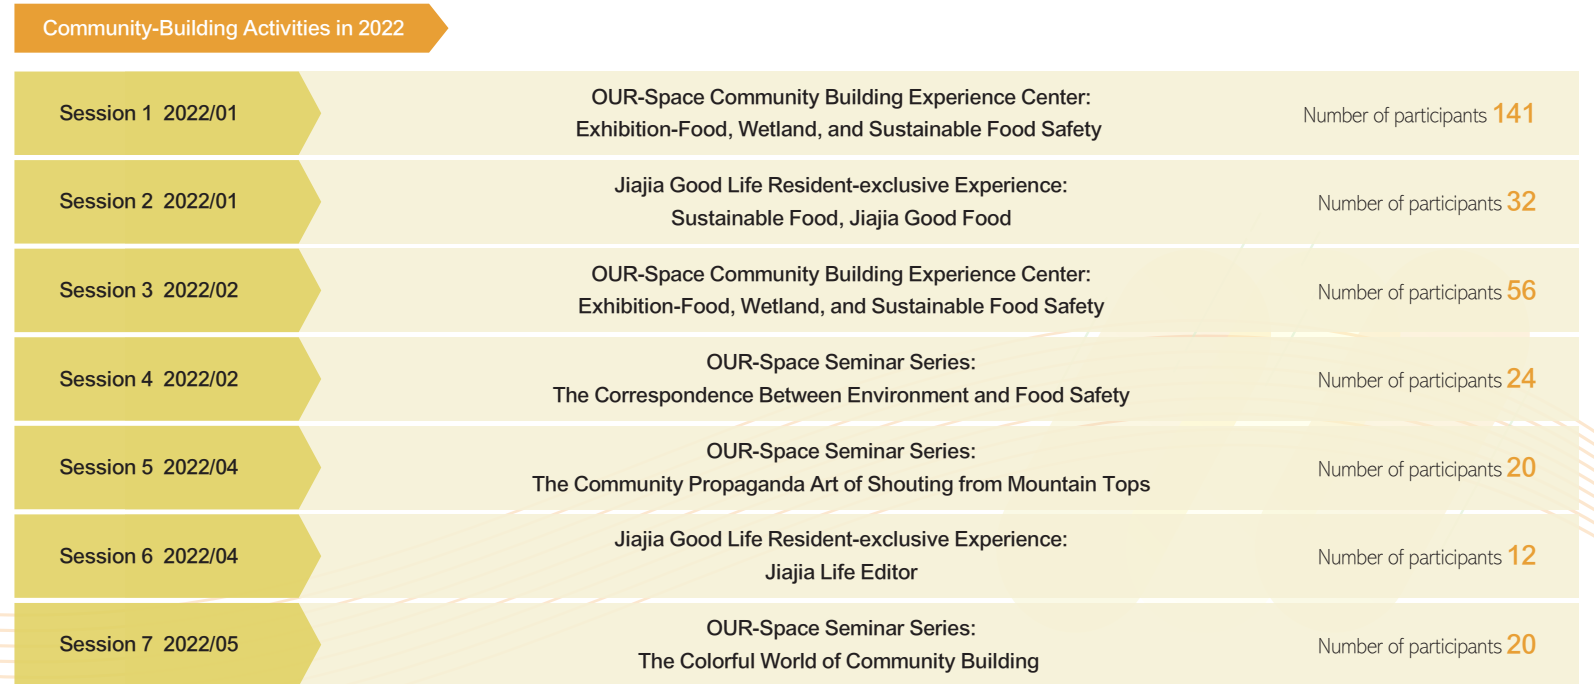 Community-Building Activities in 2022
Session 1 2022/01
OUR-Space Community Building Experience Center:
Exhibition-Food, Wetland, and Sustainable Food Safety
Number of participants 141
Session 2 2022/01
Jiajia Good Life Resident-exclusive Experience:
Sustainable Food, Jiajia Good Food
Number of participants 32
Session 3 2022/02
OUR-Space Community Building Experience Center:
Exhibition-Food, Wetland, and Sustainable Food Safety
Number of participants 56
Session 4 2022/02
OUR-Space Seminar Series:
The Correspondence Between Environment and Food Safety
Number of participants 24
Session 5 2022/04
OUR-Space Seminar Series:
The Community Propaganda Art of Shouting from Mountain Tops
Number of participants 20
Session 6 2022/04
Jiajia Good Life Resident-exclusive Experience:
Jiajia Life Editor
Number of participants 12
Session 7 2022/05
OUR-Space Seminar Series:
The Colorful World of Community Building
Number of participants 20